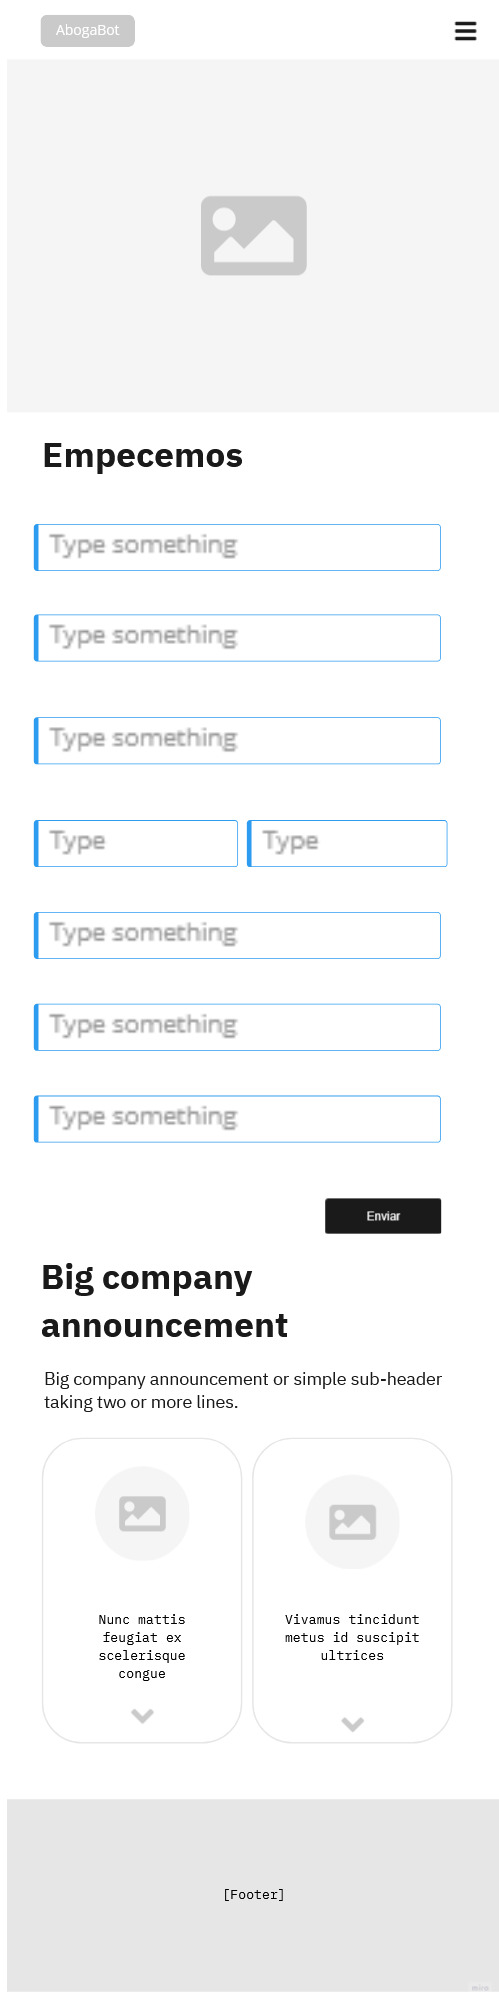 AbogaBot
Empecemos
Type something
Type something
Type something
Type
Type
Type something
Type something
Type something
Enviar
Big company
announcement
Big company announcement or simple sub-header
taking two or more lines.
Nunc mattis
feugiat ex
scelerisque
congue
Vivamus tincidunt
metus id suscipit
ultrices
[Footer]
miro